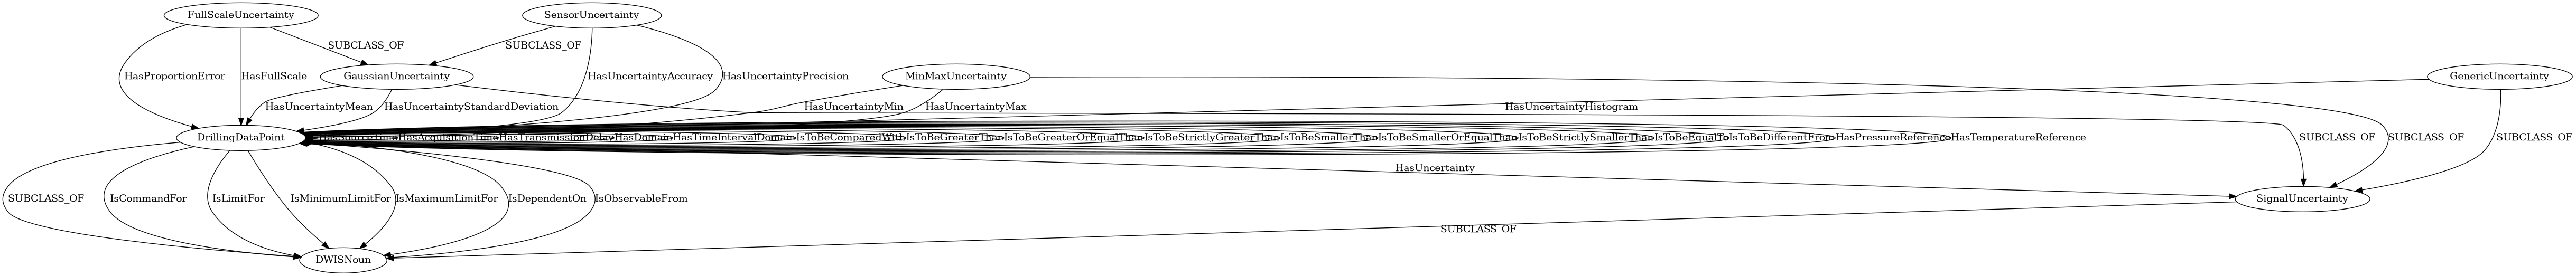 FullScaleUncertainty
SensorUncertainty
SUBCLASS_OF
SUBCLASS_OF
HasProportionError
HasFullScale
GaussianUncertainty
HasUncertaintyAccuracy
HasUncertaintyPrecision
MinMaxUncertainty
GenericUncertainty
HasUncertaintyMean
HasUncertaintyStandardDeviation
HasUncertaintyMin
HasUncertaintyMax
HasUncertaintyHistogram
DrillingDataPoint
HasAcquisitionTime
HasTransmissionDelay
HasDomain
HasTimeIntervalDomain
IsToBeComparedWith
IsToBeGreaterThan
IsToBeGreaterOrEqualThan
IsToBeStrictlyGreaterThan
IsToBeSmallerThan
IsToBeSmallerOrEqualThan
IsToBeStrictlySmallerThan
IsToBeEqualTo
IsToBeDifferentFrom
HasPressureReference
HasTemperatureReference
SUBCLASS_OF
SUBCLASS_OF
SUBCLASS_OF
HasUncertainty
SUBCLASS_OF
IsCommandFor
IsLimitFor
IsMinimumLimitFor
IsMaximumLimitFor
IsDependentOn
IsObservableFrom
SignalUncertainty
SUBCLASS_OF
DWISNoun